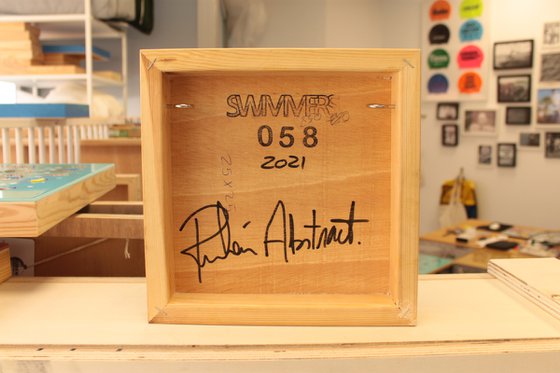 SWIMMERS
058
2021
25 X 25
Rubén Abstract.